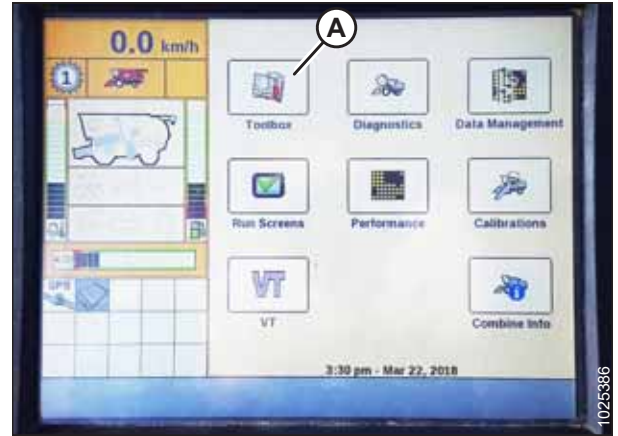 A
0.0 km/h
1
Toolbox
Diagnostics
Data Management
Run Screens
Performance
Calibrations
GPS
VT
VT
Combine Info
3:30 pm - Mar 22, 2018
1025386